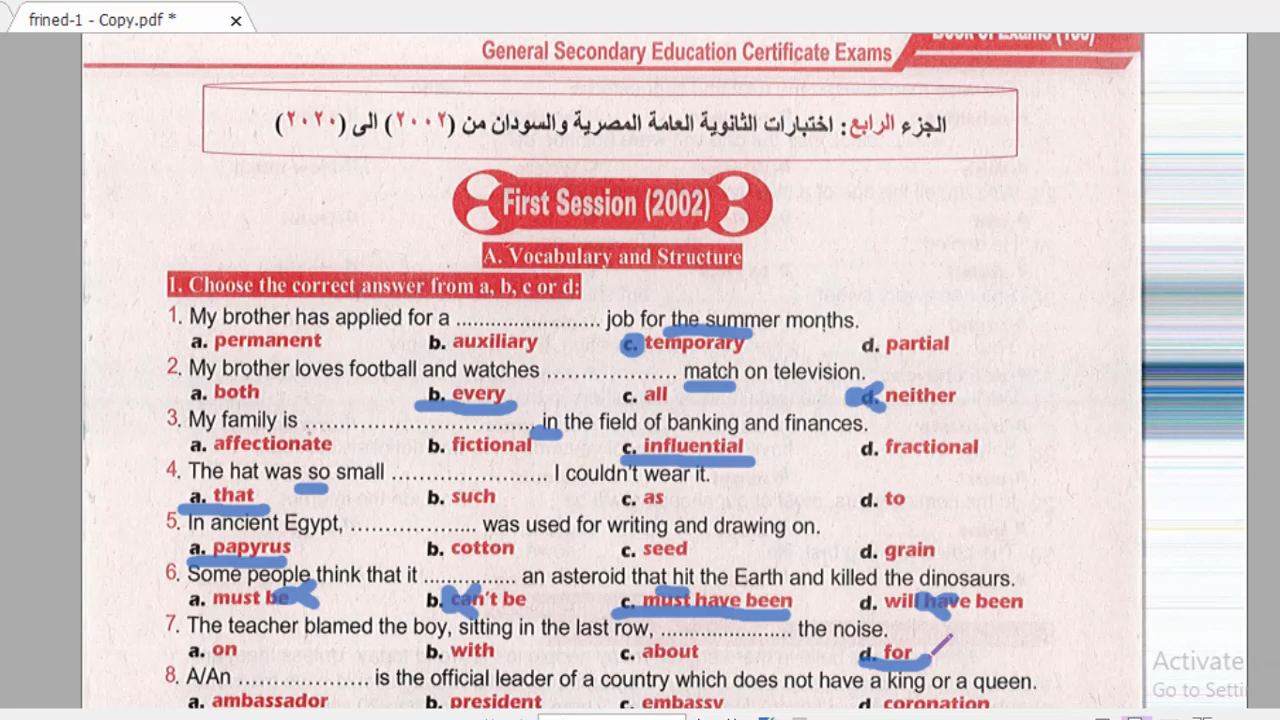 frined-1 - Copy.pdf *
General Secondary Education Certificate Exams
الجزء الرابع: اختبارات الثانوية العامة المصرية والسودان من (٢٠٠٢) الى (٢٠٢٠)
First Session (2002)
A. Vocabulary and Structure
1. Choose the correct answer from a, b, c or d:
1. My brother has applied for a ........................ job for the summer months.
a. permanent b. auxiliary c. temporary d. partial
2. My brother loves football and watches ..................... match on television.
a. both b. every c. all d. neither
3. My family is ..................................... in the field of banking and finances.
a. affectionate b. fictional c. influential d. fractional
4. The hat was so small ......................... I couldn't wear it.
a. that b. such c. as d. to
5. In ancient Egypt, .................... was used for writing and drawing on.
a. papyrus b. cotton c. seed d. grain
6. Some people think that it ................ an asteroid that hit the Earth and killed the dinosaurs.
a. must be b. can't be c. must have been d. will have been
7. The teacher blamed the boy, sitting in the last row, ...................... the noise.
a. on b. with c. about d. for
8. A/An ..................... is the official leader of a country which does not have a king or a queen.
a. ambassador b. president c. embassy d. coronation
Activate